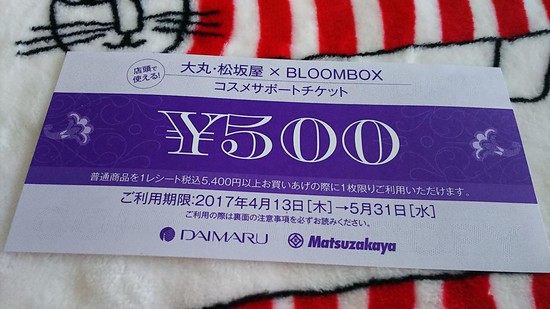 店頭で
使える!
大丸・松坂屋 × BLOOMBOX
コスメサポートチケット
¥500
普通商品を1レシート税込5,400円以上お買いあげの際に1枚限りご利用いただけます。
ご利用期限:2017年4月13日[木]→5月31日[水]
ご利用の際は裏面の注意事項を必ずお読みください。
DAIMARU Matsuzakaya